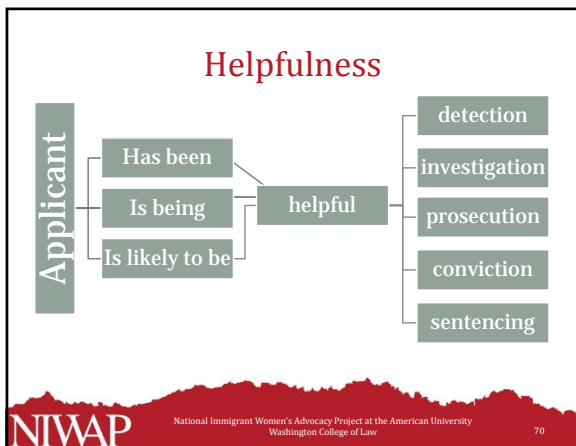 Helpfulness
Applicant
Has been
Is being
Is likely to be
helpful
detection
investigation
prosecution
conviction
sentencing
NIWAP
National Immigrant Women's Advocacy Project at the American University
Washington College of Law
70